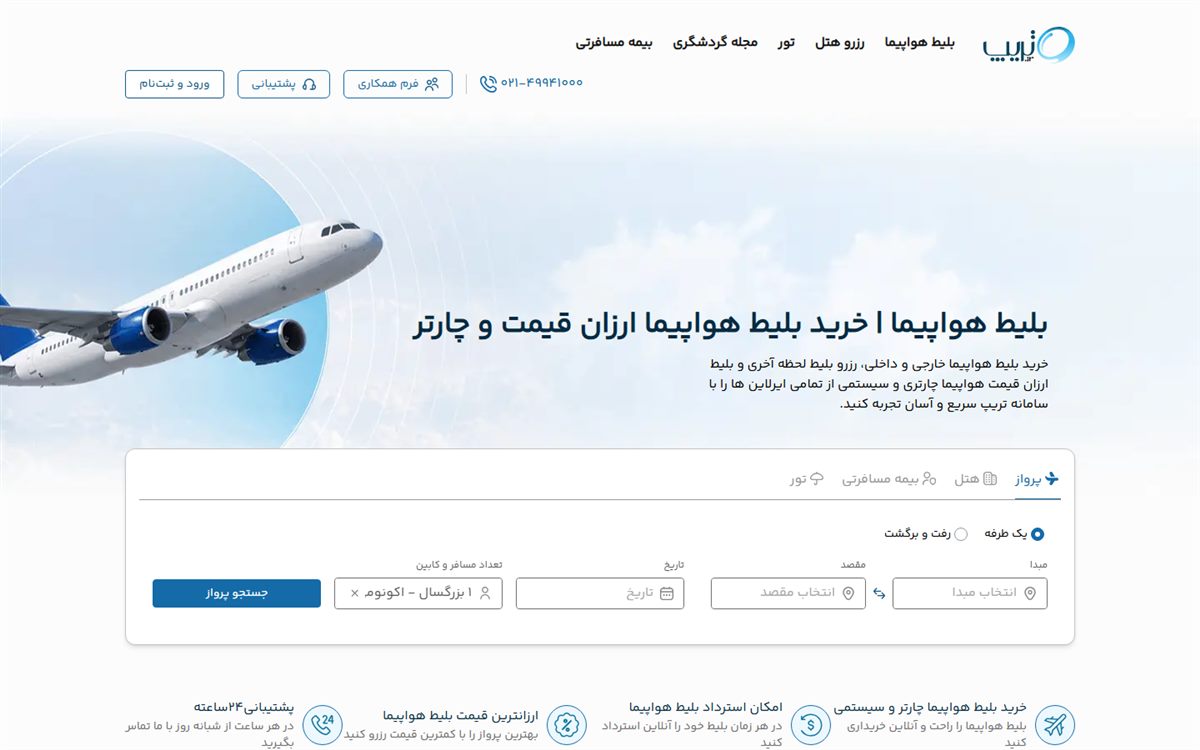 تریپ
بلیط هواپیما
رزرو هتل
تور
مجله گردشگری
بیمه مسافرتی
۰۲۱-۴۹۹۴۱۰۰۰
فرم همکاری
پشتیبانی
ورود و ثبت‌نام
بلیط هواپیما | خرید بلیط هواپیما ارزان قیمت و چارتر
خرید بلیط هواپیما خارجی و داخلی، رزرو بلیط لحظه آخری و بلیط
ارزان قیمت هواپیما چارتری و سیستمی از تمامی ایرلاین ها را با
سامانه تریپ سریع و آسان تجربه کنید.
پرواز
هتل
بیمه مسافرتی
تور
یک طرفه
رفت و برگشت
مبدا
انتخاب مبدا
مقصد
انتخاب مقصد
تاریخ
تاریخ
تعداد مسافر و کابین
۱ بزرگسال - اکونوم
جستجو پرواز
خرید بلیط هواپیما چارتر و سیستمی
بلیط هواپیما را راحت و آنلاین خریداری
کنید
امکان استرداد بلیط هواپیما
در هر زمان بلیط خود را آنلاین استرداد
کنید
ارزانترین قیمت بلیط هواپیما
بهترین پرواز را با کمترین قیمت رزرو کنید
24
پشتیبانی۲۴ساعته
در هر ساعت از شبانه روز با ما تماس
بگیرید